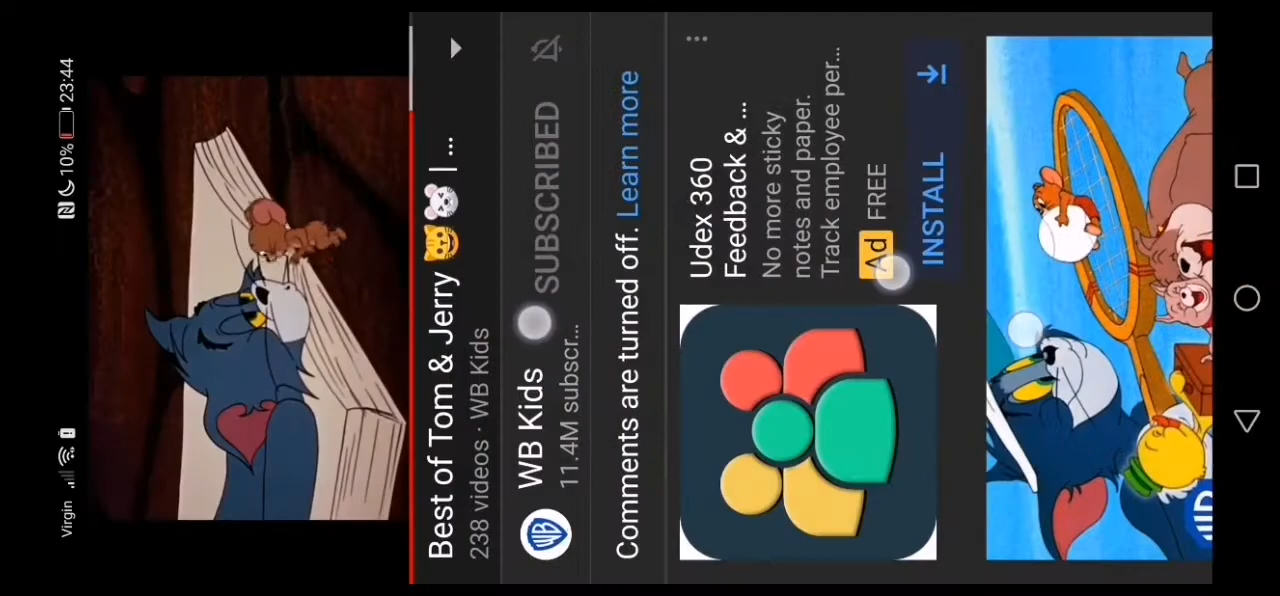 Virgin
10% 23:44
Best of Tom & Jerry 😺🐭 | ...
238 videos · WB Kids
WB Kids
11.4M subscr...
SUBSCRIBED
Comments are turned off. Learn more
Udex 360
Feedback & ...
No more sticky
notes and paper.
Track employee per...
Ad FREE
INSTALL